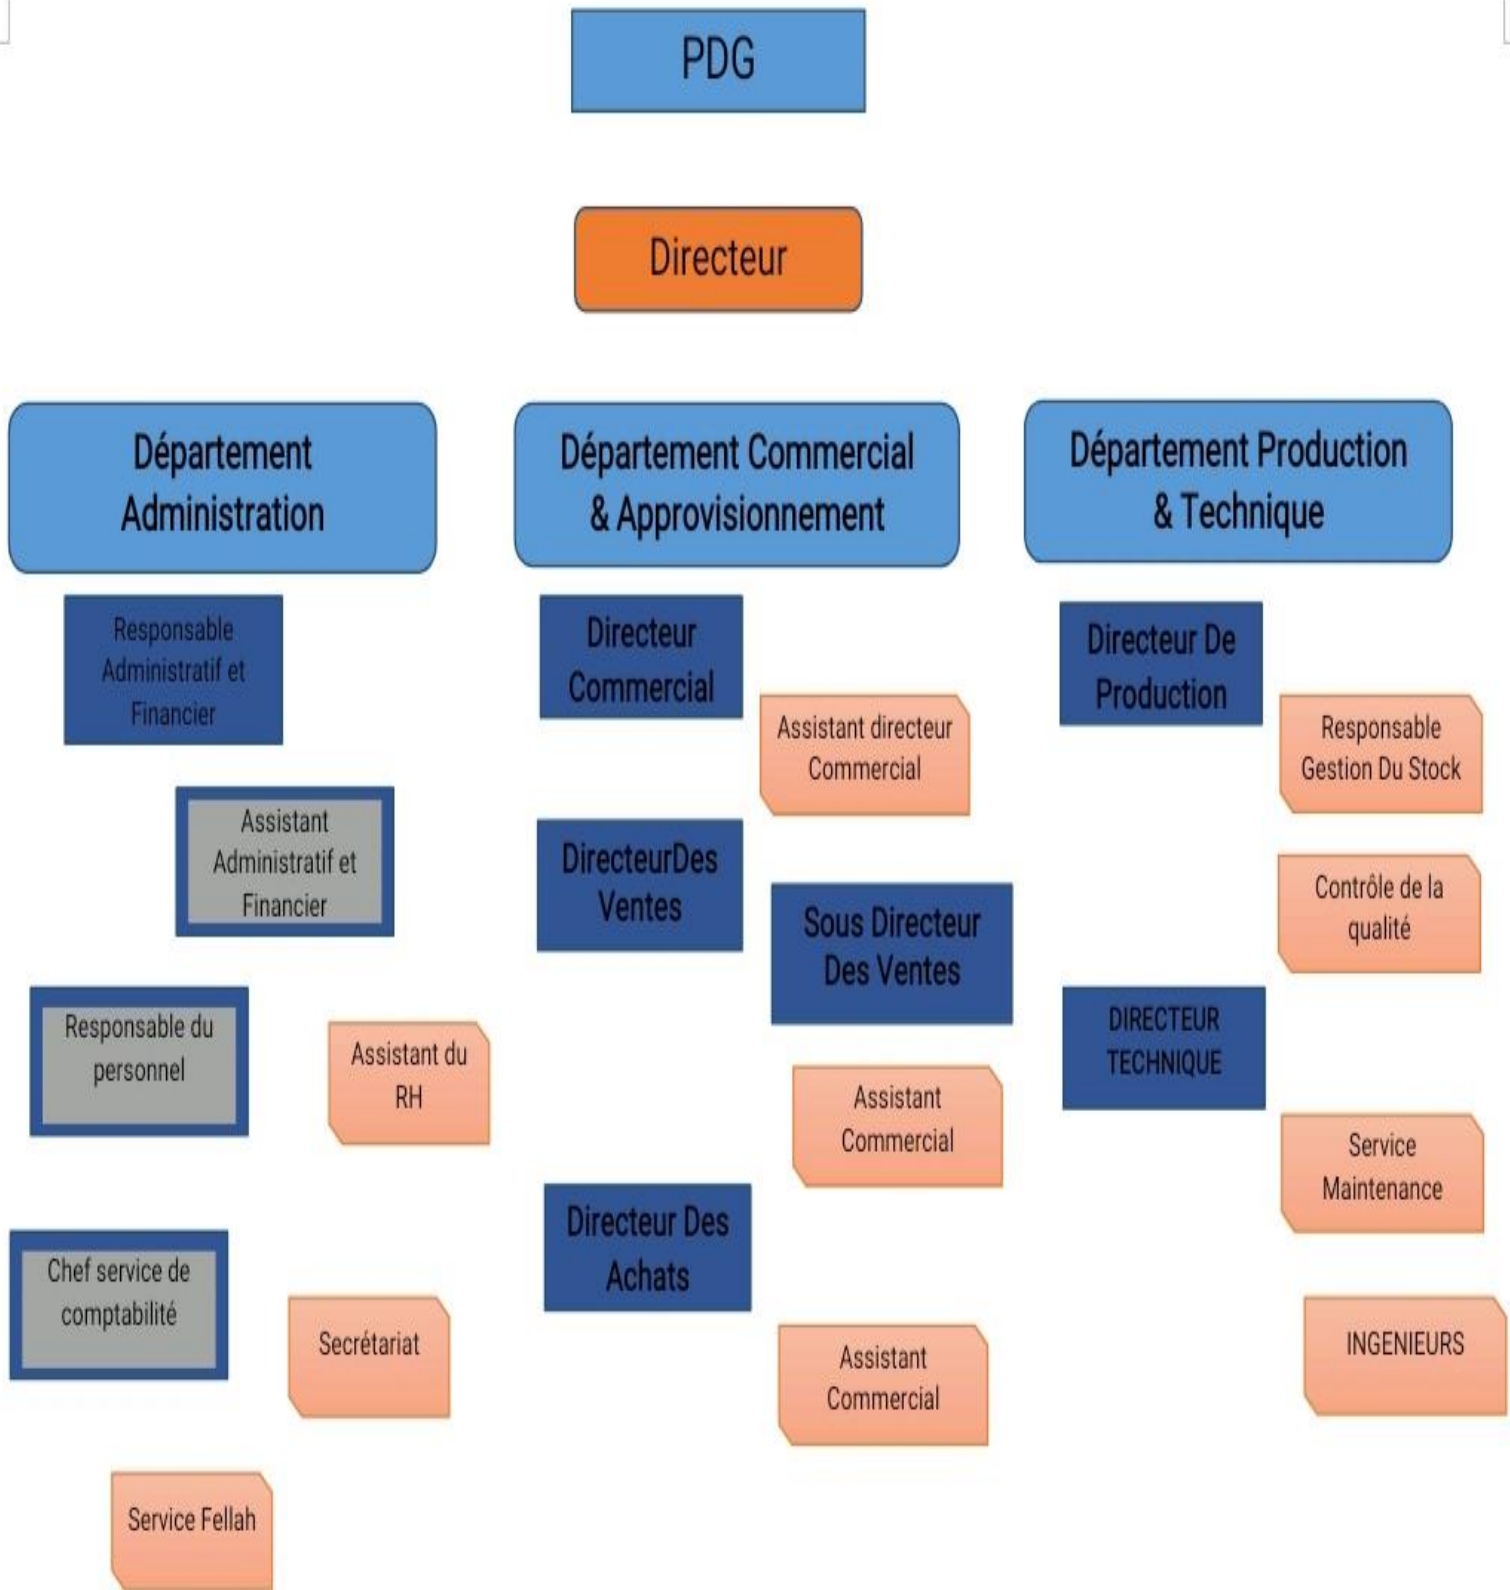 PDG
Directeur
Département
Administration
Responsable
Administratif et
Financier
Assistant
Administratif et
Financier
Responsable du
personnel
Assistant du
RH
Chef service de
comptabilité
Secrétariat
Service Fellah
Département Commercial
& Approvisionnement
Directeur
Commercial
Assistant directeur
Commercial
DirecteurDes
Ventes
Sous Directeur
Des Ventes
Assistant
Commercial
Directeur Des
Achats
Assistant
Commercial
Département Production
& Technique
Directeur De
Production
Responsable
Gestion Du Stock
Contrôle de la
qualité
DIRECTEUR
TECHNIQUE
Service
Maintenance
INGENIEURS